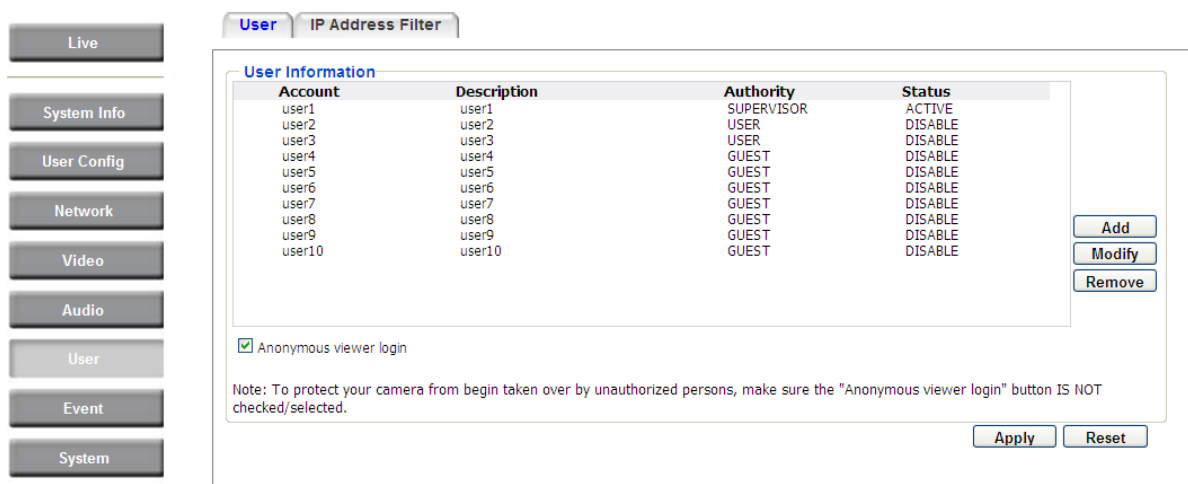 Live
System Info
User Config
Network
Video
Audio
User
Event
System
User IP Address Filter
User Information
Account Description Authority Status
user1 user1 SUPERVISOR ACTIVE
user2 user2 USER DISABLE
user3 user3 USER DISABLE
user4 user4 GUEST DISABLE
user5 user5 GUEST DISABLE
user6 user6 GUEST DISABLE
user7 user7 GUEST DISABLE
user8 user8 GUEST DISABLE
user9 user9 GUEST DISABLE
user10 user10 GUEST DISABLE
Add
Modify
Remove
Anonymous viewer login
Note: To protect your camera from begin taken over by unauthorized persons, make sure the "Anonymous viewer login" button IS NOT
checked/selected.
Apply Reset